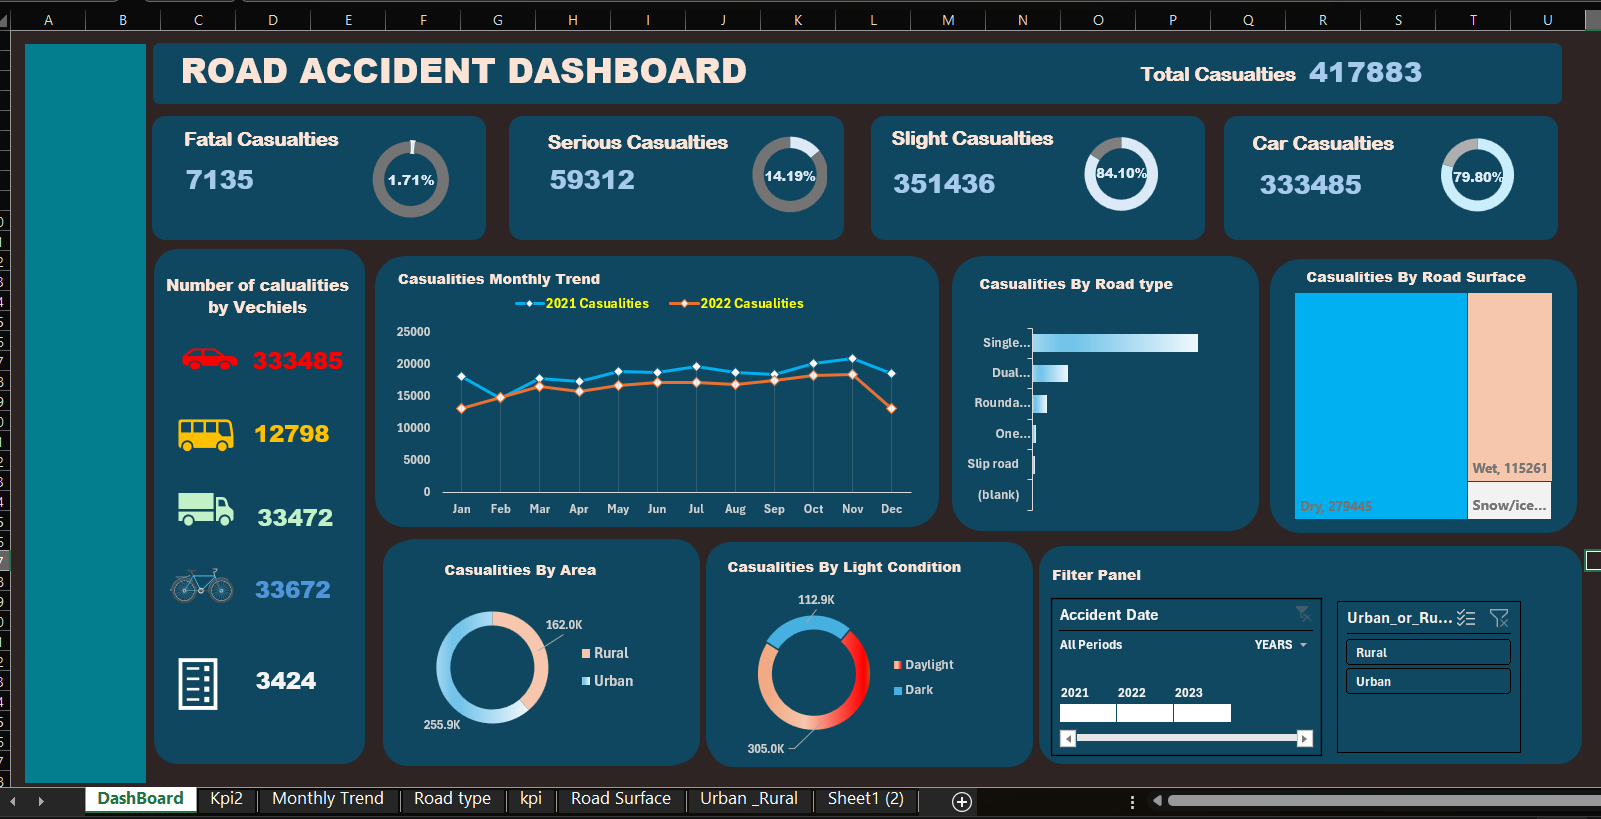 A B C D E F G H I J K L M N O P Q R S T U
ROAD ACCIDENT DASHBOARD
Total Casualties 417883
Fatal Casualties
7135
1.71%
Serious Casualties
59312
14.19%
Slight Casualties
351436
84.10%
Car Casualties
333485
79.80%
Number of calualities
by Vechiels
333485
12798
33472
33672
3424
Casualities Monthly Trend
2021 Casualities 2022 Casualities
25000
20000
15000
10000
5000
0
Jan Feb Mar Apr May Jun Jul Aug Sep Oct Nov Dec
Casualities By Road type
Single...
Dual...
Rounda...
One...
Slip road
(blank)
Casualities By Road Surface
Dry, 279445
Wet, 115261
Snow/ice...
Casualities By Area
162.0K
255.9K
Rural
Urban
Casualities By Light Condition
112.9K
305.0K
Daylight
Dark
Filter Panel
Accident Date
All Periods YEARS
2021 2022 2023
Urban_or_Ru...
Rural
Urban
DashBoard Kpi2 Monthly Trend Road type kpi Road Surface Urban _Rural Sheet1 (2)